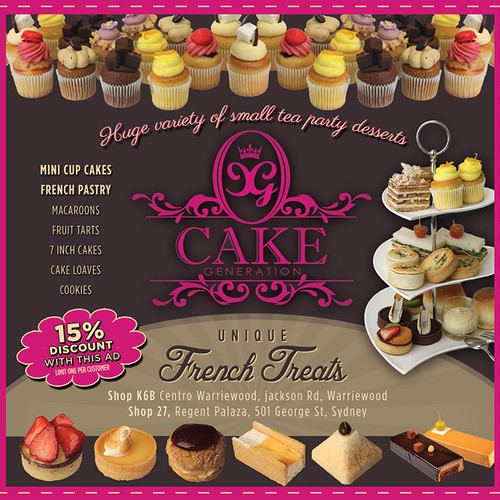 Huge variety of small tea party desserts
MINI CUP CAKES
FRENCH PASTRY
MACAROONS
FRUIT TARTS
7 INCH CAKES
CAKE LOAVES
COOKIES
CG
CAKE
GENERATION
15%
DISCOUNT
WITH THIS AD
LIMIT ONE PER CUSTOMER
UNIQUE
French Treats
Shop K6B Centro Warriewood, jackson Rd, Warriewood
Shop 27, Regent Palaza, 501 George St, Sydney